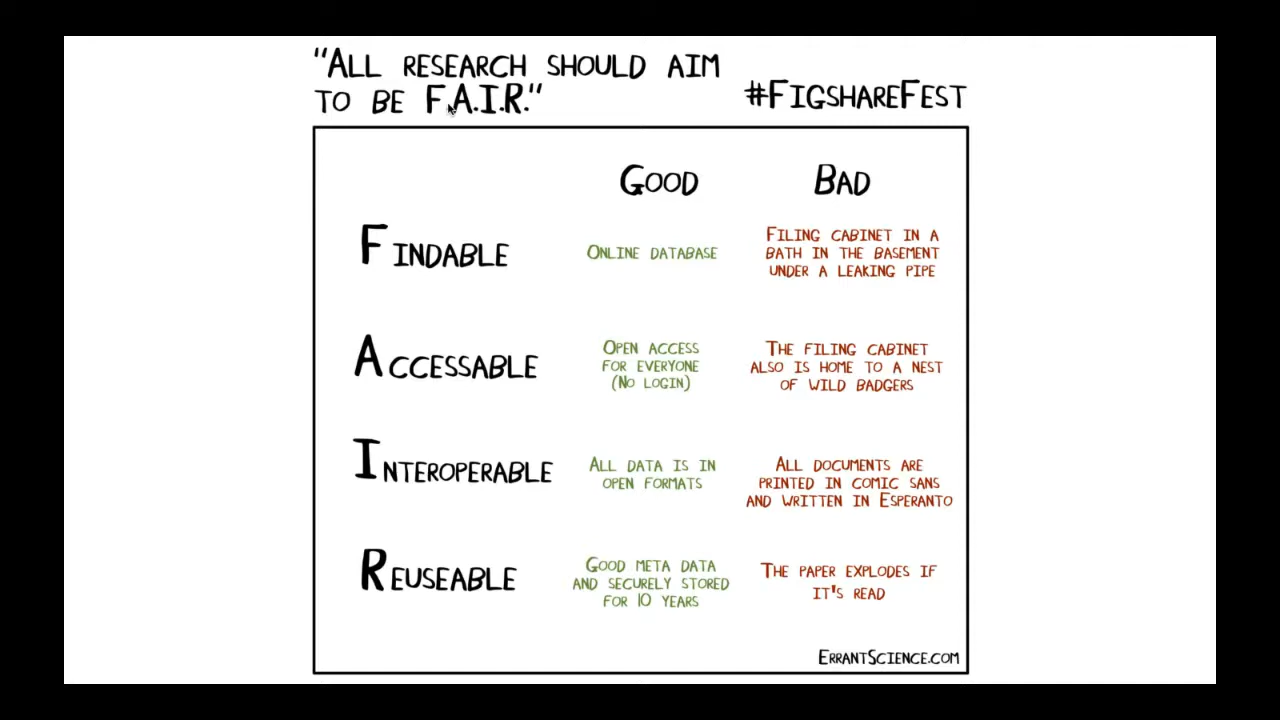 "All research should aim
to be F.A.I.R."
#FigshareFest
Good
Bad
Findable
Online database
Filing cabinet in a
bath in the basement
under a leaking pipe
Accessable
Open access
for everyone
(No login)
The filing cabinet
also is home to a nest
of wild badgers
Interoperable
All data is in
open formats
All documents are
printed in comic sans
and written in Esperanto
Reuseable
Good meta data
and securely stored
for 10 years
The paper explodes if
it's read
ErrantScience.com